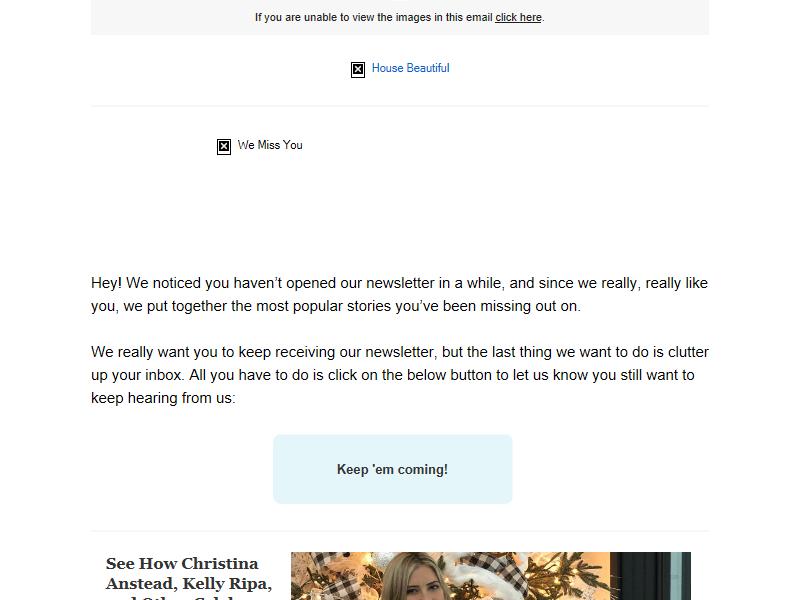 If you are unable to view the images in this email click here.
House Beautiful
We Miss You
Hey! We noticed you haven’t opened our newsletter in a while, and since we really, really like
you, we put together the most popular stories you’ve been missing out on.
We really want you to keep receiving our newsletter, but the last thing we want to do is clutter
up your inbox. All you have to do is click on the below button to let us know you still want to
keep hearing from us:
Keep 'em coming!
See How Christina
Anstead, Kelly Ripa,